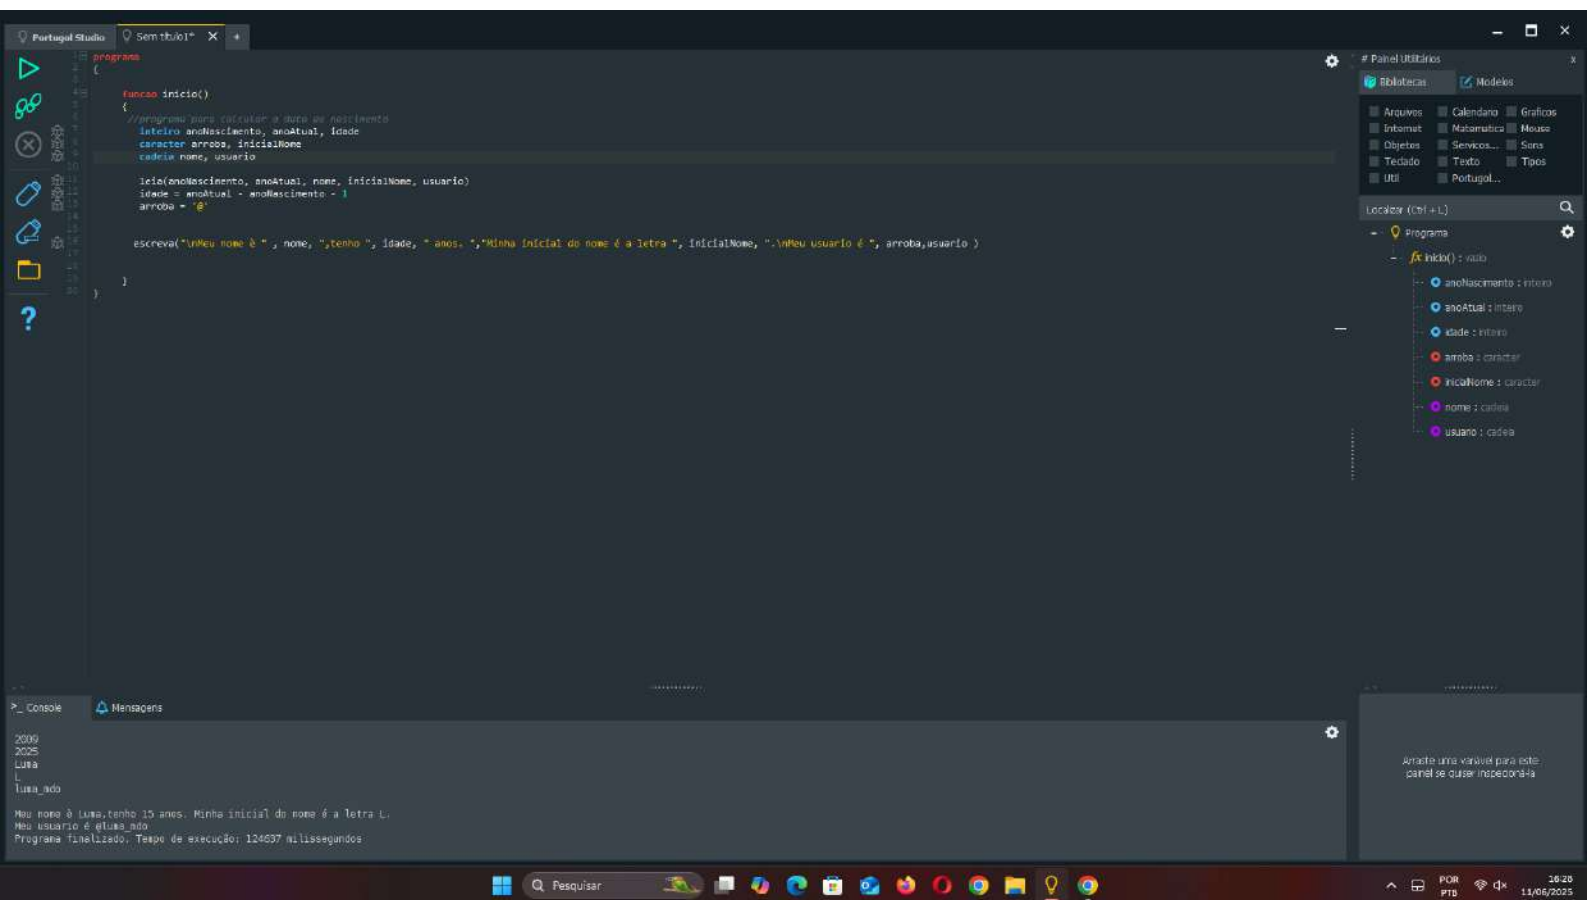 Portugol Studio
Sem título1*
programa
{
funcao inicio()
{
//programa para calcular a data de nascimento
inteiro anoNascimento, anoAtual, idade
caracter arroba, inicialNome
cadeia nome, usuario
leia(anoNascimento, anoAtual, nome, inicialNome, usuario)
idade = anoAtual - anoNascimento - 1
arroba = '@'
escreva("\nMeu nome è " , nome, ",tenho ", idade, " anos. ","Minha inicial do nome é a letra ", inicialNome, ".\nMeu usuario é ", arroba,usuario )
}
}
# Painel Utilitários x
Bibliotecas Modelos
Arquivos Calendario Graficos
Internet Matematica Mouse
Objetos Servicos... Sons
Teclado Texto Tipos
Util Portugol...
Localizar (Ctrl + L)
Programa
fx inicio() : vazio
anoNascimento : inteiro
anoAtual : inteiro
idade : inteiro
arroba : caracter
inicialNome : caracter
nome : cadeia
usuario : cadeia
>_ Console Mensagens
2009
2025
Luma
L
luma_mdo
Meu nome è Luma,tenho 15 anos. Minha inicial do nome é a letra L.
Meu usuario é @luma_mdo
Programa finalizado. Tempo de execução: 124637 milissegundos
Arraste uma variável para este
painel se quiser inspecioná-la
Pesquisar
POR
PTB
16:28
11/06/2025